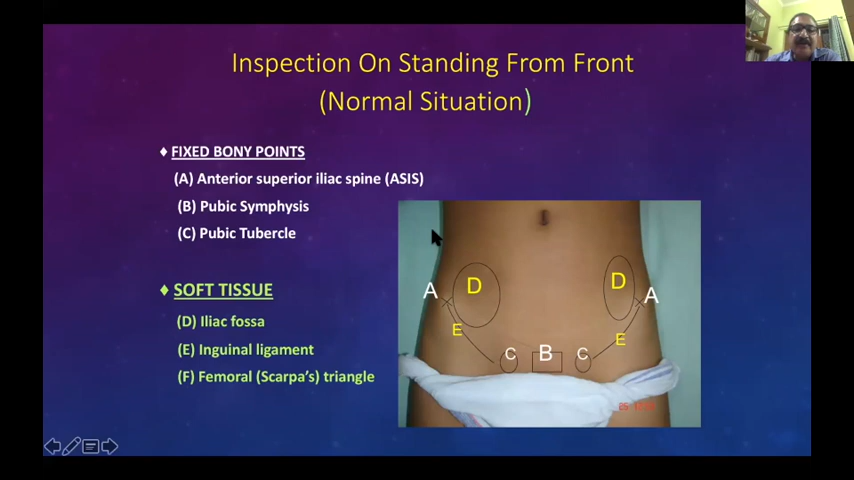 Inspection On Standing From Front
(Normal Situation)
♦ FIXED BONY POINTS
(A) Anterior superior iliac spine (ASIS)
(B) Pubic Symphysis
(C) Pubic Tubercle
♦ SOFT TISSUE
(D) Iliac fossa
(E) Inguinal ligament
(F) Femoral (Scarpa's) triangle
A D D A
E E
C B C